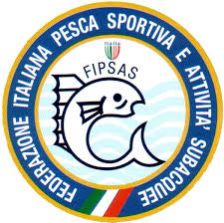 FEDERAZIONE ITALIANA PESCA SPORTIVA E ATTIVITA' SUBACQUEE
FIPSAS